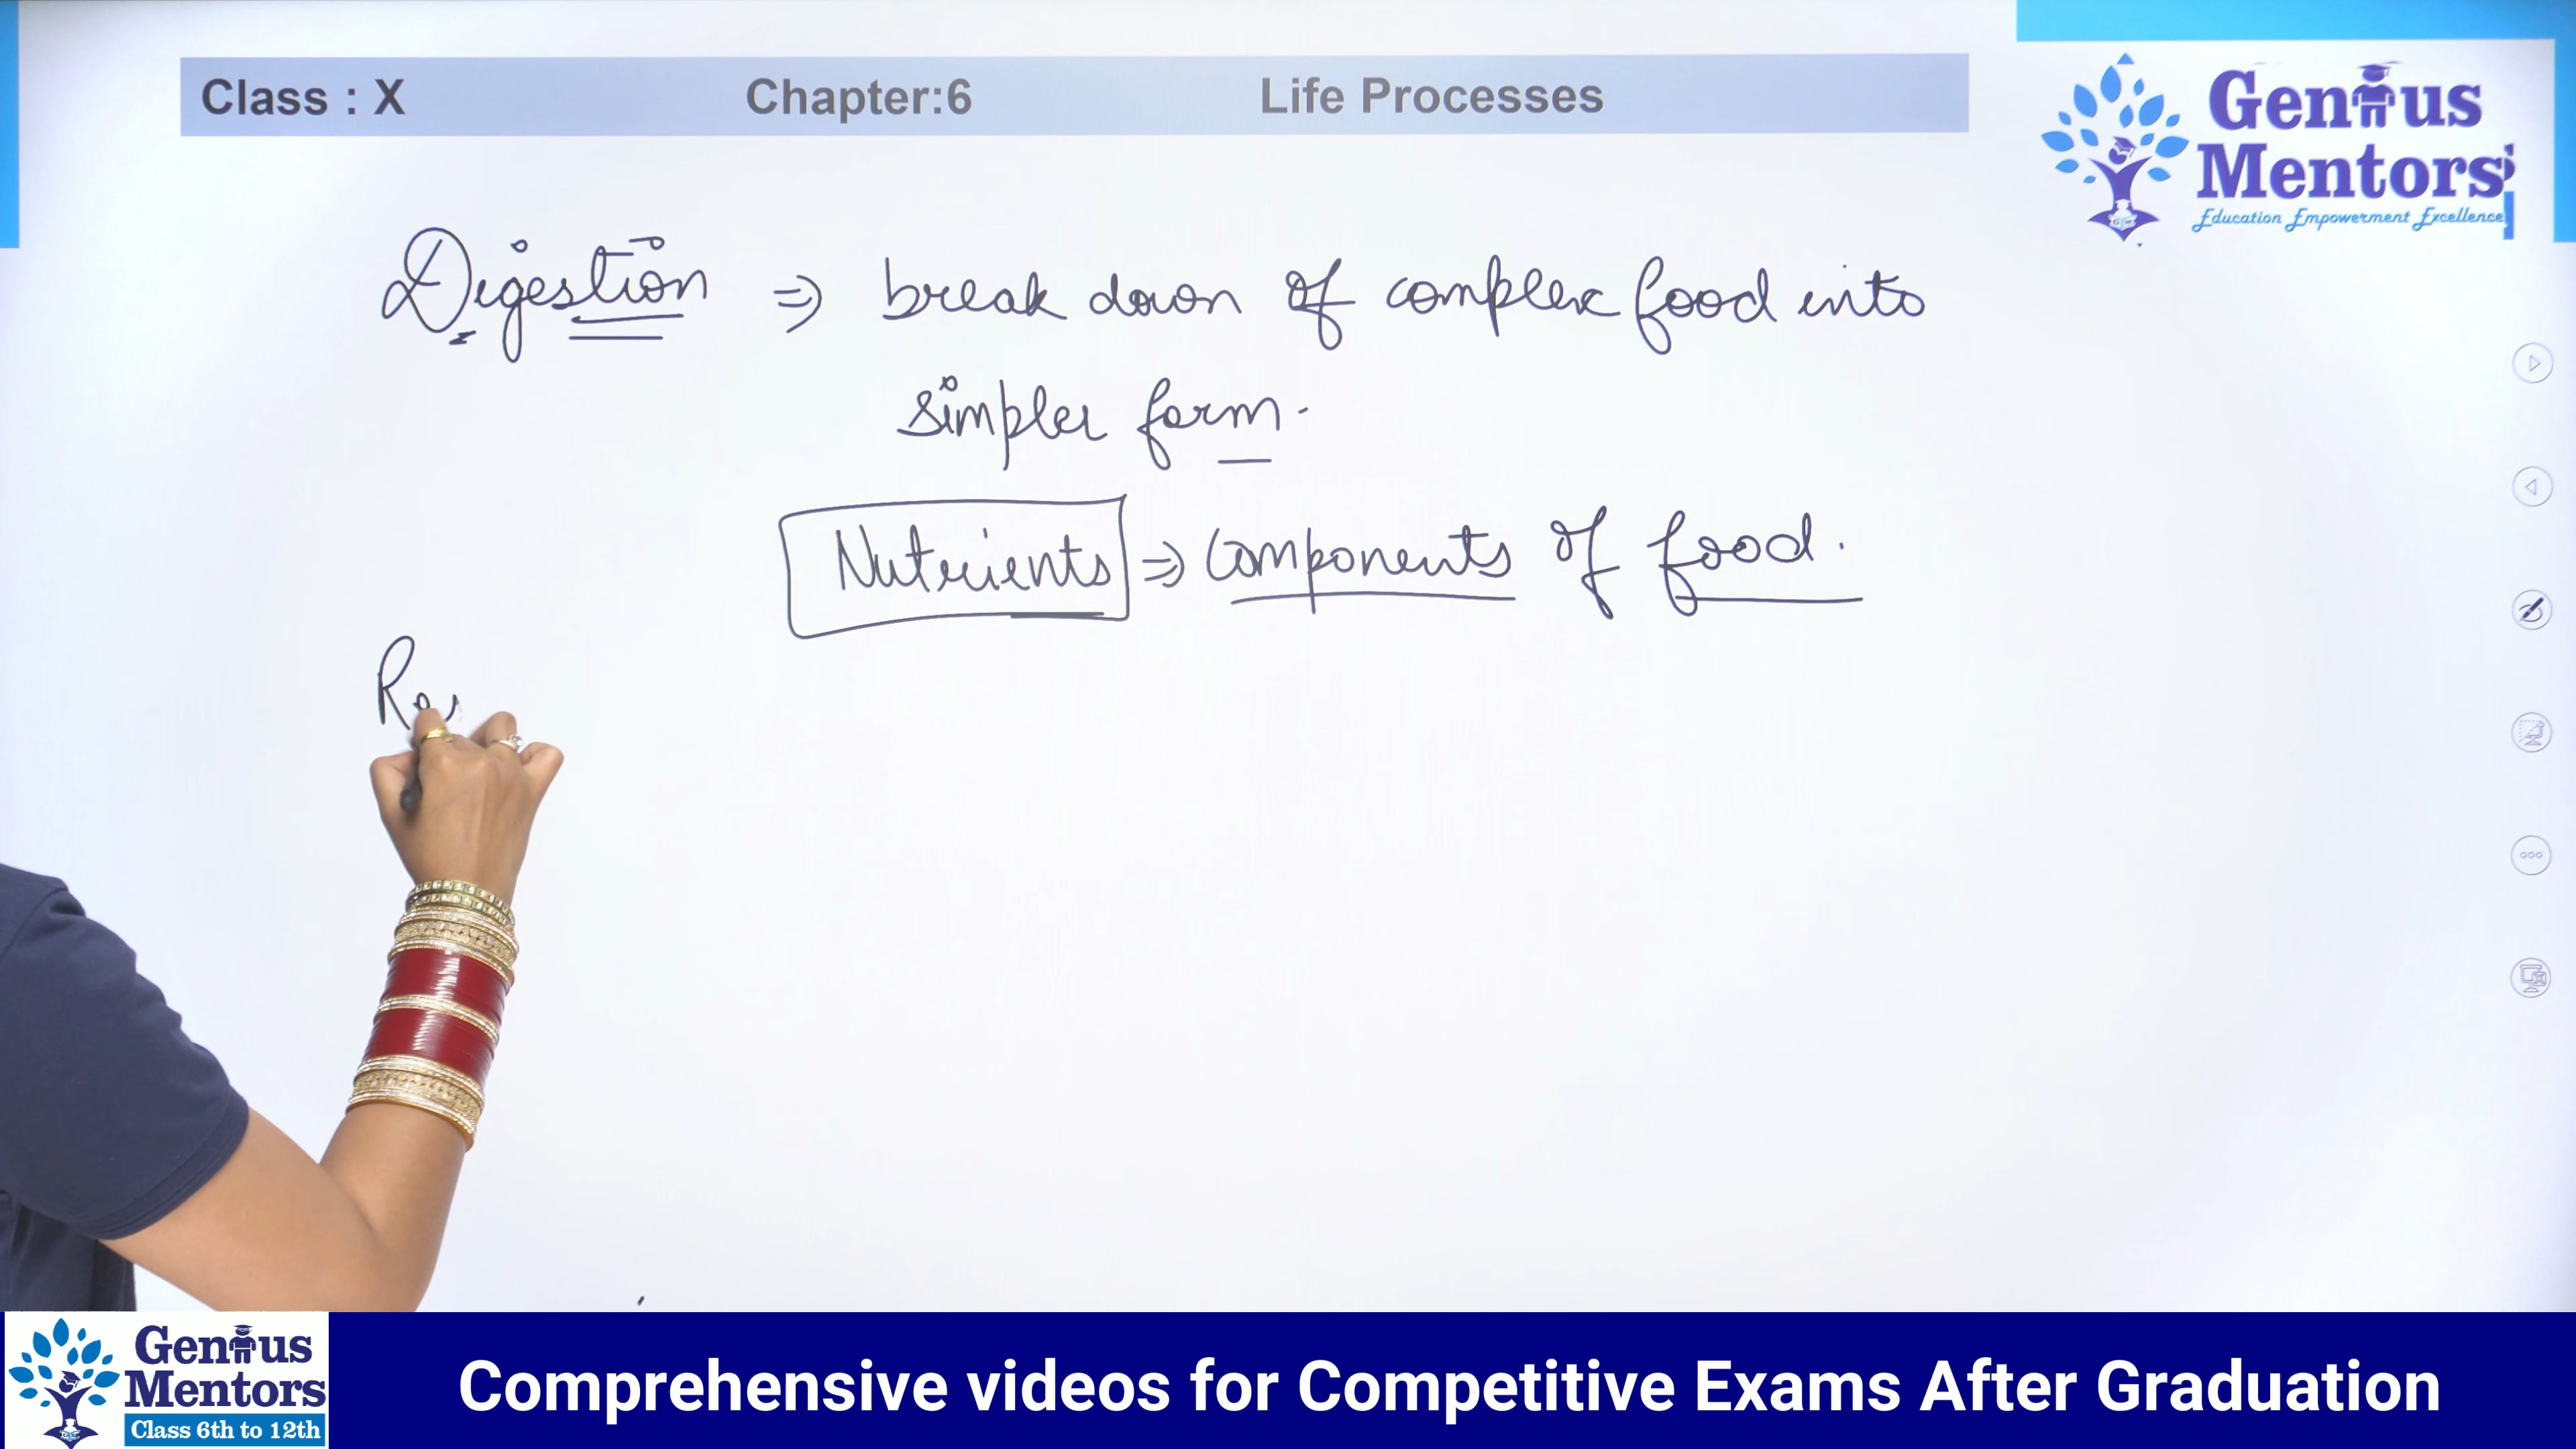 Class : X Chapter:6 Life Processes
Genius
Mentors
Education Empowerment Excellence
Digestion ⇒ break down of complex food into
simpler form.
Nutrients ⇒ components of food.
Genius
Mentors
Class 6th to 12th
Comprehensive videos for Competitive Exams After Graduation